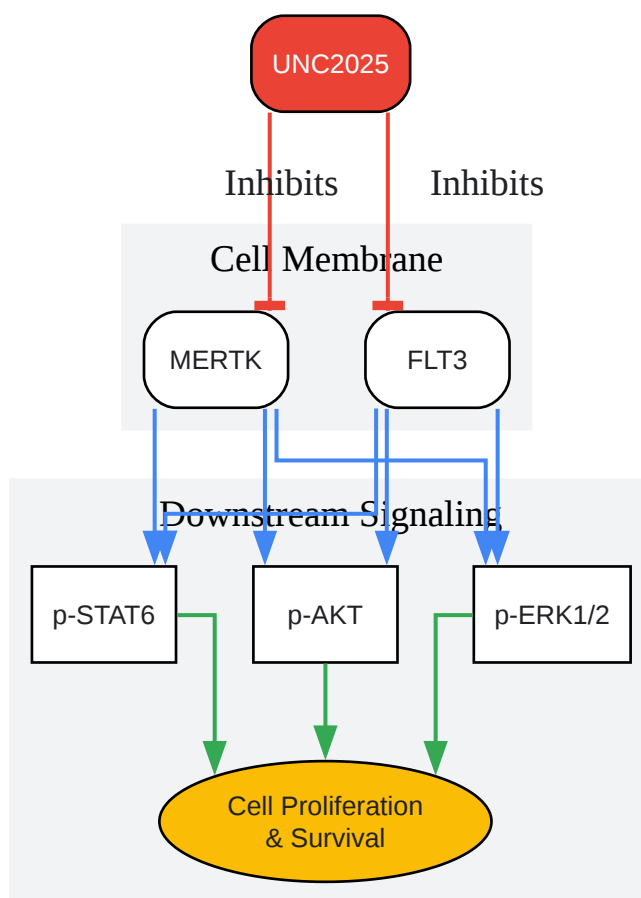 UNC2025
Inhibits
Inhibits
Cell Membrane
MERTK
FLT3
Downstream Signaling
p-STAT6
p-AKT
p-ERK1/2
Cell Proliferation
& Survival